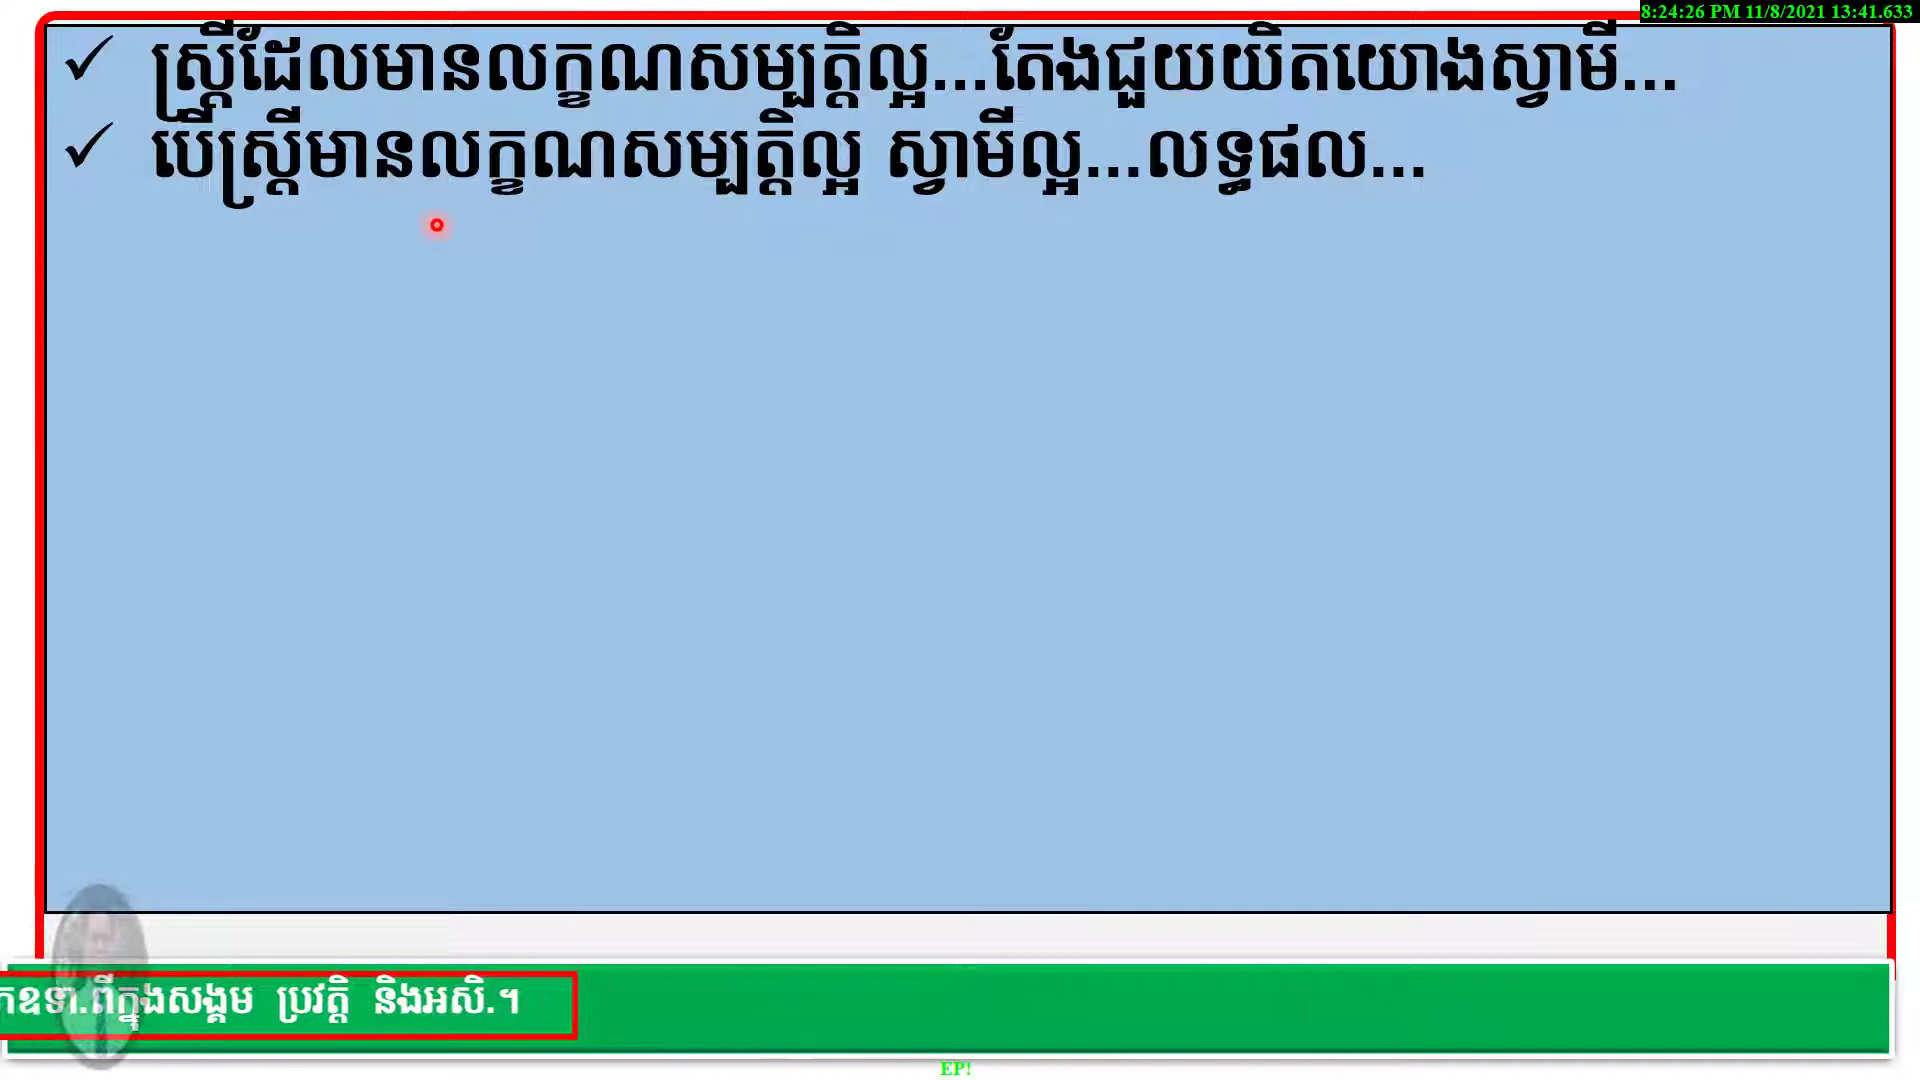 8:24:26 PM 11/8/2021 13:41.633
✓ ស្ត្រីដែលមានលក្ខណសម្បត្តិល្អ...តែងជួយយិតយោងស្វាមី...
✓ បើស្ត្រីមានលក្ខណសម្បត្តិល្អ ស្វាមីល្អ...លទ្ធផល...
កឧទា.ពីក្នុងសង្គម ប្រវត្តិ និងអសិ.។
EP!